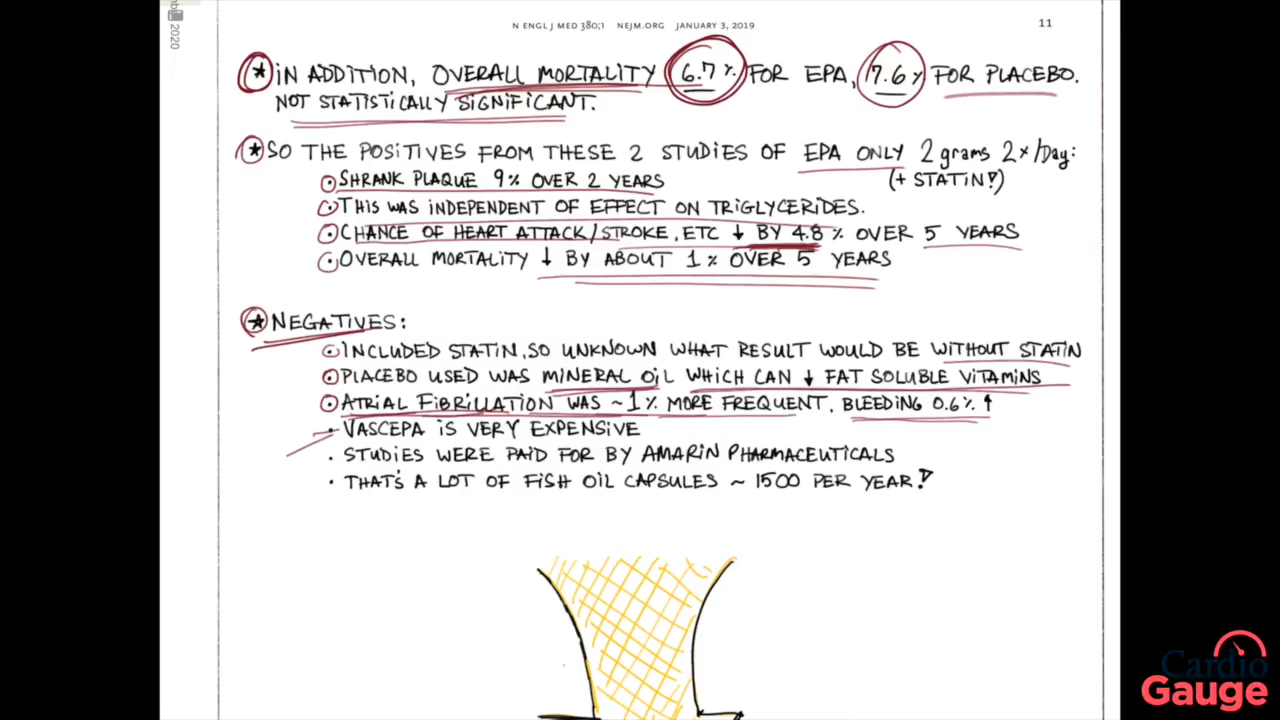 N ENGL J MED 380;1 NEJM.ORG JANUARY 3, 2019
11
2020
★ IN ADDITION, OVERALL MORTALITY 6.7% FOR EPA, 7.6% FOR PLACEBO.
NOT STATISTICALLY SIGNIFICANT.
★ SO THE POSITIVES FROM THESE 2 STUDIES OF EPA ONLY 2 grams 2x/Day:
(+ STATIN!)
• SHRANK PLAQUE 9% OVER 2 YEARS
• THIS WAS INDEPENDENT OF EFFECT ON TRIGLYCERIDES.
• CHANCE OF HEART ATTACK/STROKE, ETC ↓ BY 4.8% OVER 5 YEARS
• OVERALL MORTALITY ↓ BY ABOUT 1% OVER 5 YEARS
★ NEGATIVES:
• INCLUDED STATIN, SO UNKNOWN WHAT RESULT WOULD BE WITHOUT STATIN
• PLACEBO USED WAS MINERAL OIL WHICH CAN ↓ FAT SOLUBLE VITAMINS
• ATRIAL FIBRILLATION WAS ~1% MORE FREQUENT. BLEEDING 0.6% ↑
• VASCEPA IS VERY EXPENSIVE
• STUDIES WERE PAID FOR BY AMARIN PHARMACEUTICALS
• THAT'S A LOT OF FISH OIL CAPSULES ~ 1500 PER YEAR!
Cardio
Gauge